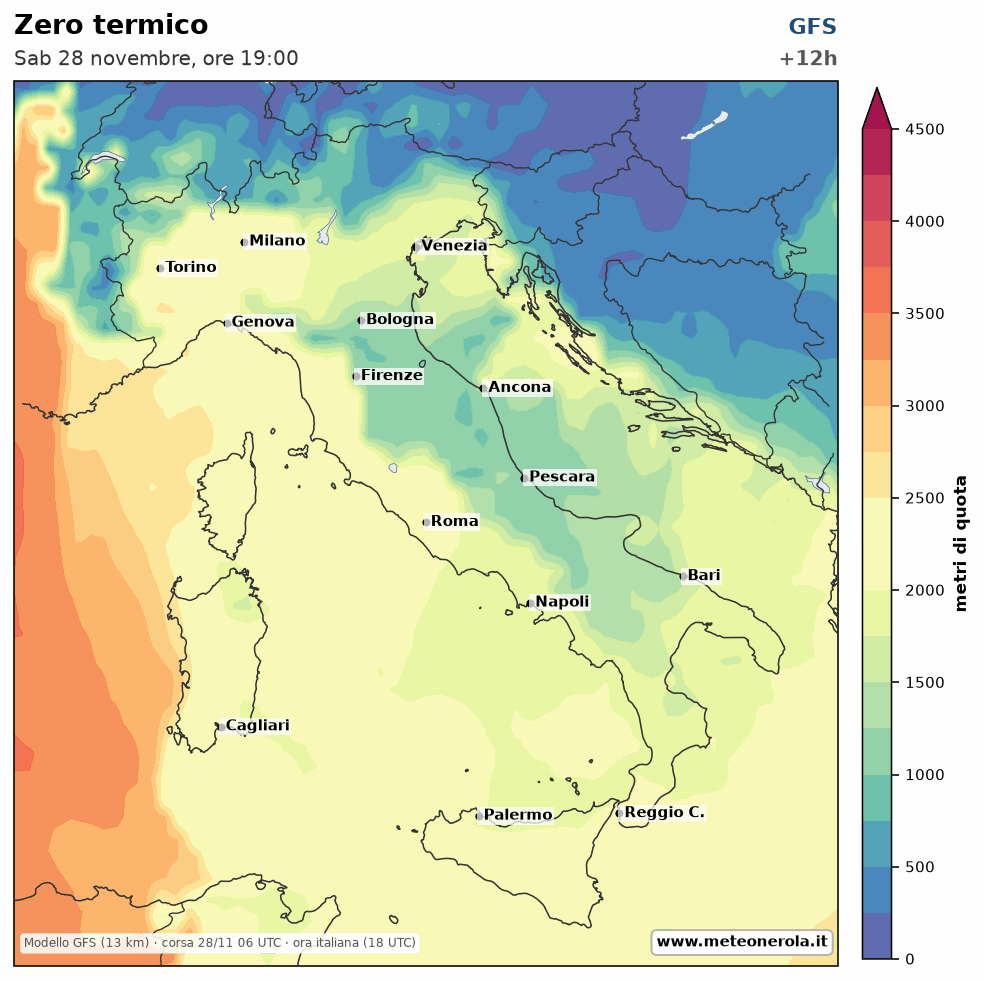 Zero termico
GFS
Sab 28 novembre, ore 19:00
+12h
Milano
Venezia
Torino
Genova
Bologna
Firenze
Ancona
Pescara
Roma
Bari
Napoli
Cagliari
Palermo
Reggio C.
4500
4000
3500
3000
2500
2000
1500
1000
500
0
metri di quota
Modello GFS (13 km) · corsa 28/11 06 UTC · ora italiana (18 UTC)
www.meteonerola.it